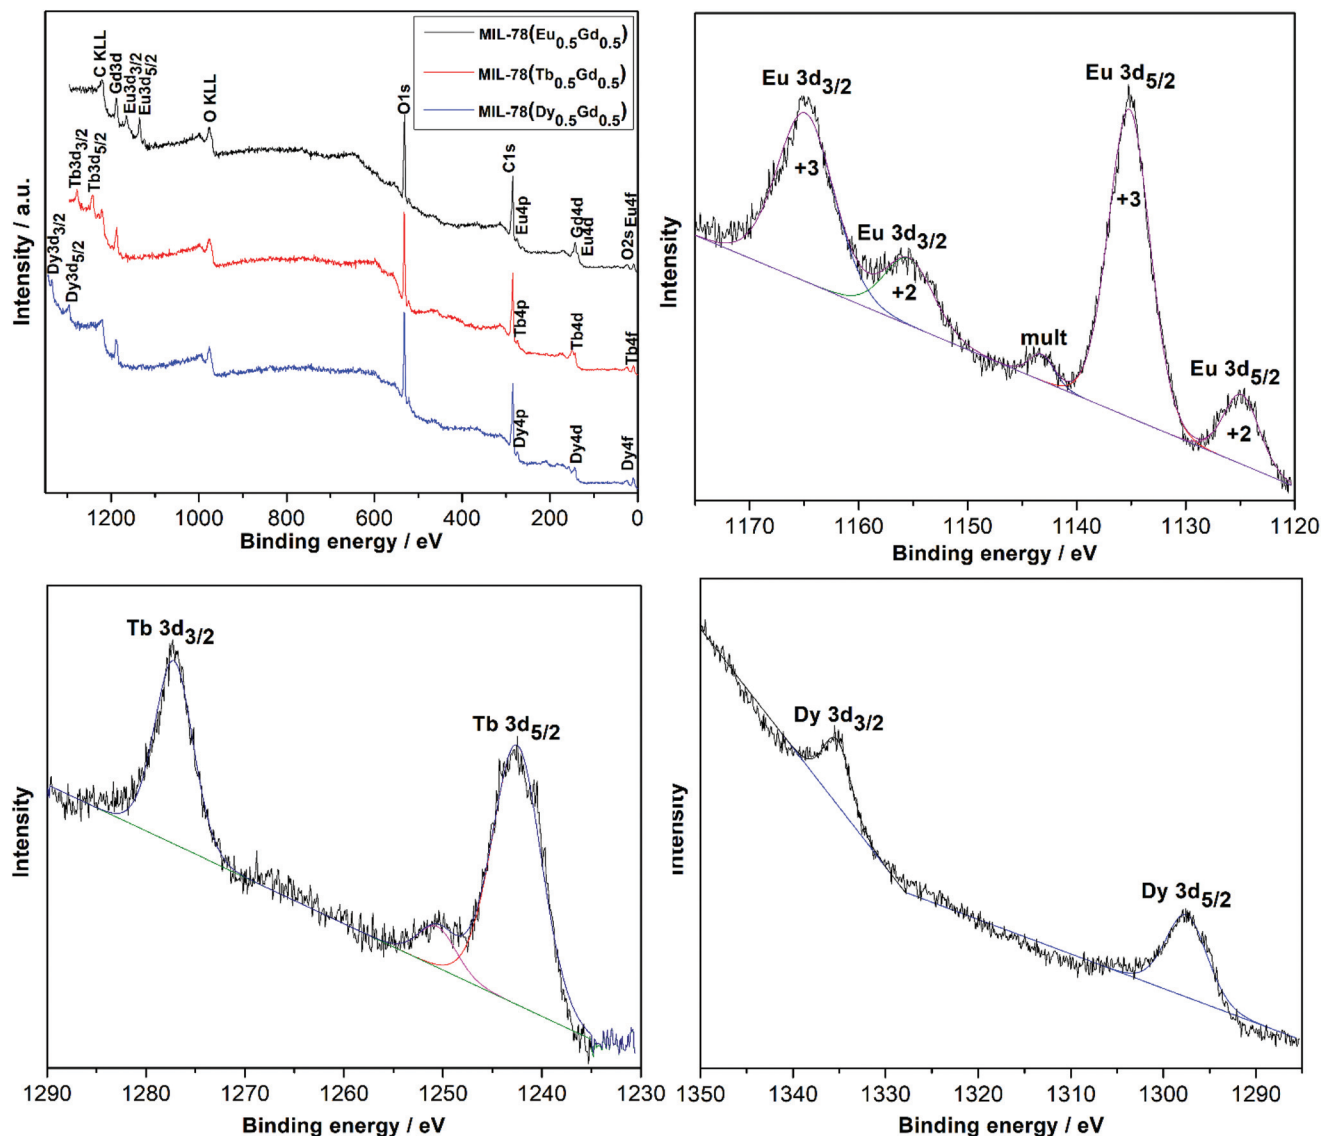 MIL-78(Eu0.5Gd0.5)
MIL-78(Tb0.5Gd0.5)
MIL-78(Dy0.5Gd0.5)
C KLL
Gd3d
Eu3d3/2
Eu3d5/2
O KLL
O1s
C1s
Eu4p
Gd4d
Eu4d
O2s
Eu4f
Tb3d3/2
Tb3d5/2
Tb4p
Tb4d
Tb4f
Dy3d3/2
Dy3d5/2
Dy4p
Dy4d
Dy4f
Intensity / a.u.
1200 1000 800 600 400 200 0
Binding energy / eV
Eu 3d3/2
+3
Eu 3d3/2
+2
mult
Eu 3d5/2
+3
Eu 3d5/2
+2
Intensity
1170 1160 1150 1140 1130 1120
Binding energy / eV
Tb 3d3/2
Tb 3d5/2
Intensity
1290 1280 1270 1260 1250 1240 1230
Binding energy / eV
Dy 3d3/2
Dy 3d5/2
Intensity
1350 1340 1330 1320 1310 1300 1290
Binding energy / eV